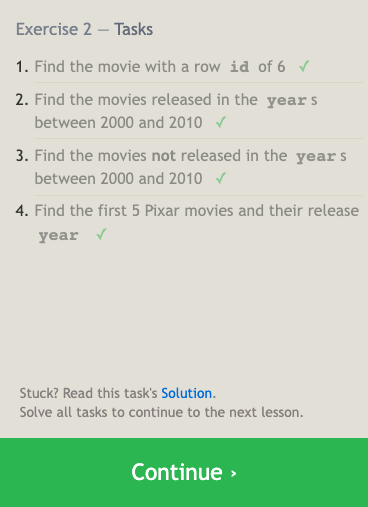 Exercise 2 — Tasks
1. Find the movie with a row id of 6 ✓
2. Find the movies released in the year s
between 2000 and 2010 ✓
3. Find the movies not released in the year s
between 2000 and 2010 ✓
4. Find the first 5 Pixar movies and their release
year ✓
Stuck? Read this task's Solution.
Solve all tasks to continue to the next lesson.
Continue ›